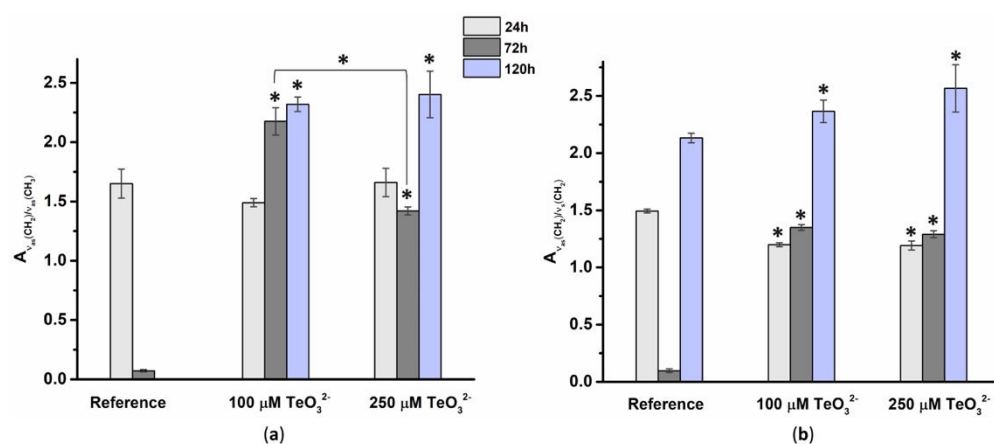 24h
72h
120h
A νas(CH2)/νas(CH3)
2.5
2.0
1.5
1.0
0.5
0.0
*
*
*
*
*
Reference
100 µM TeO3²⁻
250 µM TeO3²⁻
(a)
A νas(CH2)/νs(CH2)
2.5
2.0
1.5
1.0
0.5
0.0
*
*
*
*
*
*
Reference
100 µM TeO3²⁻
250 µM TeO3²⁻
(b)